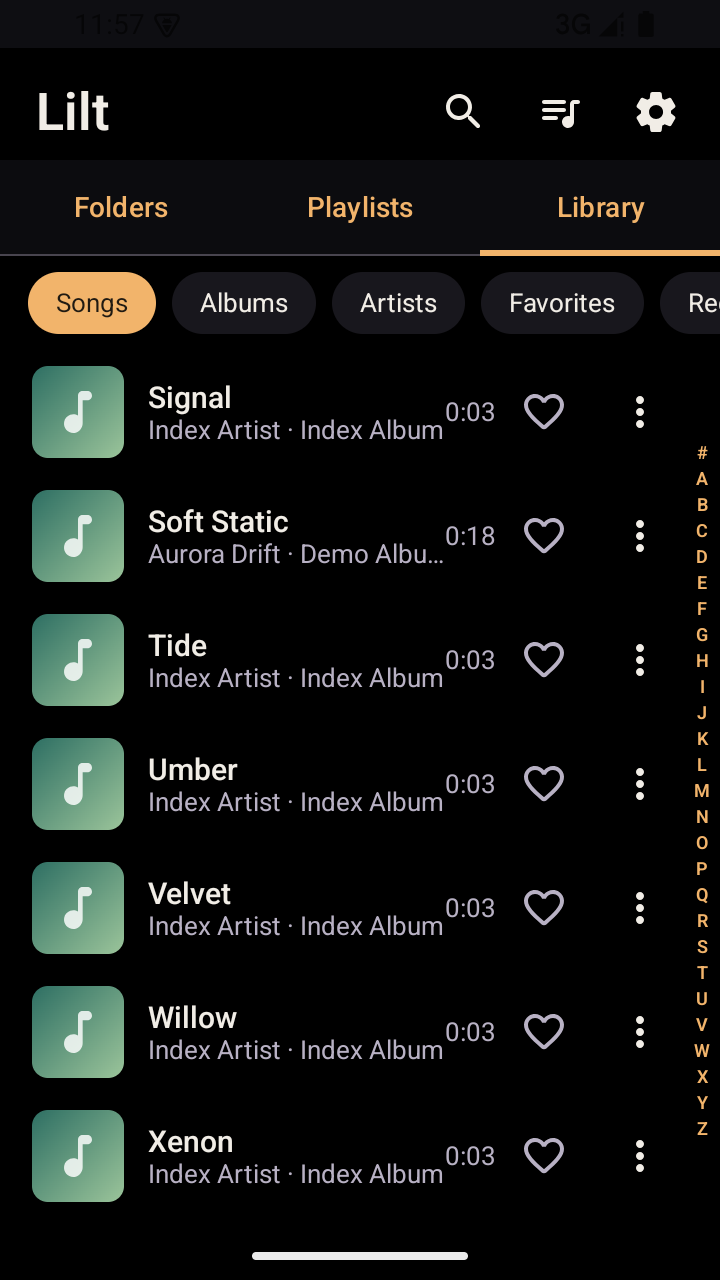 11:57
3G
Lilt
Folders Playlists Library
Songs Albums Artists Favorites Re
Signal
Index Artist · Index Album
0:03
Soft Static
Aurora Drift · Demo Albu...
0:18
Tide
Index Artist · Index Album
0:03
Umber
Index Artist · Index Album
0:03
Velvet
Index Artist · Index Album
0:03
Willow
Index Artist · Index Album
0:03
Xenon
Index Artist · Index Album
0:03
#
A
B
C
D
E
F
G
H
I
J
K
L
M
N
O
P
Q
R
S
T
U
V
W
X
Y
Z